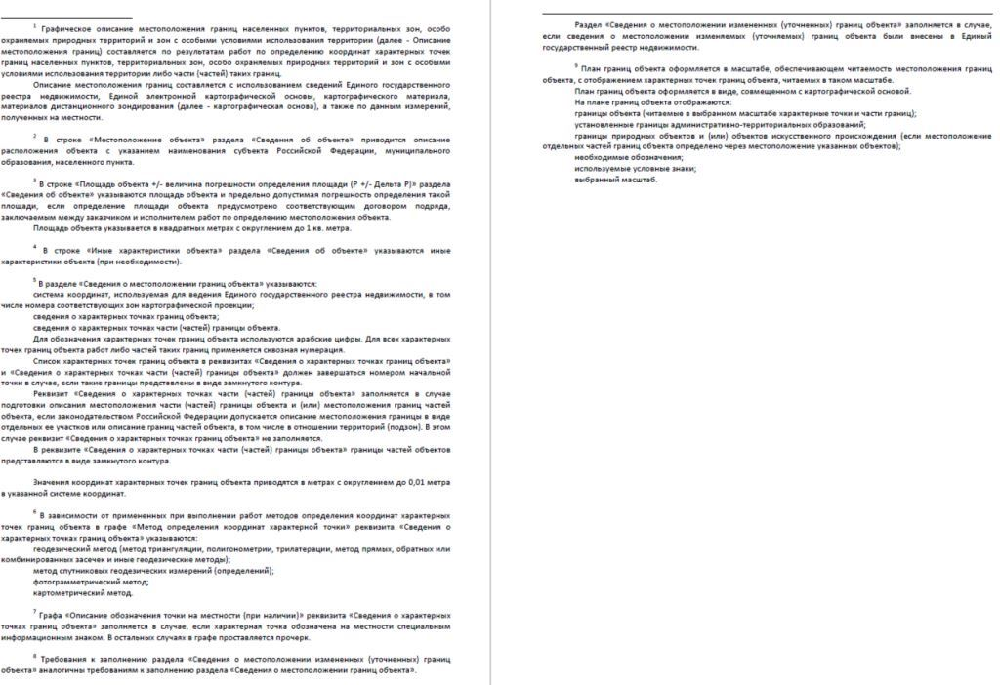 1 Графическое описание местоположения границ населенных пунктов, территориальных зон, особо
охраняемых природных территорий и зон с особыми условиями использования территории (далее - Описание
местоположения границ) составляется по результатам работ по определению координат характерных точек
границ населенных пунктов, территориальных зон, особо охраняемых природных территорий и зон с особыми
условиями использования территории либо части (частей) таких границ.
Описание местоположения границ составляется с использованием сведений Единого государственного
реестра недвижимости, Единой электронной картографической основы, картографического материала,
материалов дистанционного зондирования (далее - картографическая основа), а также по данным измерений,
полученных на местности.
2 В строке «Местоположение объекта» раздела «Сведения об объекте» приводится описание
расположения объекта с указанием наименования субъекта Российской Федерации, муниципального
образования, населенного пункта.
3 В строке «Площадь объекта +/- величина погрешности определения площади (P +/- Дельта P)» раздела
«Сведения об объекте» указываются площадь объекта и предельно допустимая погрешность определения такой
площади, если определение площади объекта предусмотрено соответствующим договором подряда,
заключаемым между заказчиком и исполнителем работ по определению местоположения объекта.
Площадь объекта указывается в квадратных метрах с округлением до 1 кв. метра.
4 В строке «Иные характеристики объекта» раздела «Сведения об объекте» указываются иные
характеристики объекта (при необходимости).
5 В разделе «Сведения о местоположении границ объекта» указываются:
система координат, используемая для ведения Единого государственного реестра недвижимости, в том
числе номера соответствующих зон картографической проекции;
сведения о характерных точках границ объекта;
сведения о характерных точках части (частей) границы объекта.
Для обозначения характерных точек границ объекта используются арабские цифры. Для всех характерных
точек границ объекта работ либо частей таких границ применяется сквозная нумерация.
Список характерных точек границ объекта в реквизитах «Сведения о характерных точках границ объекта»
и «Сведения о характерных точках части (частей) границы объекта» должен завершаться номером начальной
точки в случае, если такие границы представлены в виде замкнутого контура.
Реквизит «Сведения о характерных точках части (частей) границы объекта» заполняется в случае
подготовки описания местоположения части (частей) границы объекта и (или) местоположения границ частей
объекта, если законодательством Российской Федерации допускается описание местоположения границы в виде
отдельных ее участков или описание границ частей объекта, в том числе в отношении территорий (подзон). В этом
случае реквизит «Сведения о характерных точках границ объекта» не заполняется.
В реквизите «Сведения о характерных точках части (частей) границы объекта» границы частей объектов
представляются в виде замкнутого контура.
Значения координат характерных точек границ объекта приводятся в метрах с округлением до 0,01 метра
в указанной системе координат.
6 В зависимости от примененных при выполнении работ методов определения координат характерных
точек границ объекта в графе «Метод определения координат характерной точки» реквизита «Сведения о
характерных точках границ объекта» указываются:
геодезический метод (метод триангуляции, полигонометрии, трилатерации, метод прямых, обратных или
комбинированных засечек и иные геодезические методы);
метод спутниковых геодезических измерений (определений);
фотограмметрический метод;
картометрический метод.
7 Графа «Описание обозначения точки на местности (при наличии)» реквизита «Сведения о характерных
точках границ объекта» заполняется в случае, если характерная точка обозначена на местности специальным
информационным знаком. В остальных случаях в графе проставляется прочерк.
8 Требования к заполнению раздела «Сведения о местоположении измененных (уточненных) границ
объекта» аналогичны требованиям к заполнению раздела «Сведения о местоположении границ объекта».
Раздел «Сведения о местоположении измененных (уточненных) границ объекта» заполняется в случае,
если сведения о местоположении изменяемых (уточняемых) границ объекта были внесены в Единый
государственный реестр недвижимости.
9 План границ объекта оформляется в масштабе, обеспечивающем читаемость местоположения границ
объекта, с отображением характерных точек границ объекта, читаемых в таком масштабе.
План границ объекта оформляется в виде, совмещенном с картографической основой.
На плане границ объекта отображаются:
границы объекта (читаемые в выбранном масштабе характерные точки и части границ);
установленные границы административно-территориальных образований;
границы природных объектов и (или) объектов искусственного происхождения (если местоположение
отдельных частей границ объекта определено через местоположение указанных объектов);
необходимые обозначения;
используемые условные знаки;
выбранный масштаб.